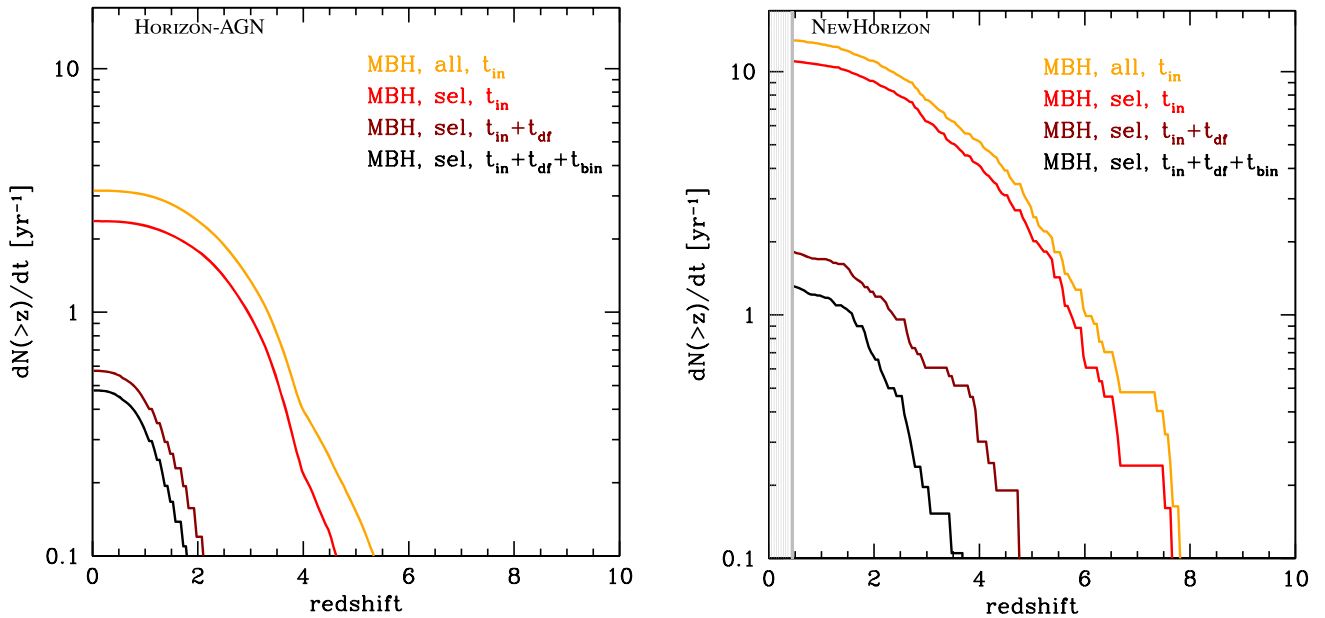 HORIZON-AGN
MBH, all, t_in
MBH, sel, t_in
MBH, sel, t_in+t_df
MBH, sel, t_in+t_df+t_bin
dN(>z)/dt [yr⁻¹]
10
1
0.1
0 2 4 6 8 10
redshift
NEWHORIZON
MBH, all, t_in
MBH, sel, t_in
MBH, sel, t_in+t_df
MBH, sel, t_in+t_df+t_bin
dN(>z)/dt [yr⁻¹]
10
1
0.1
0 2 4 6 8 10
redshift